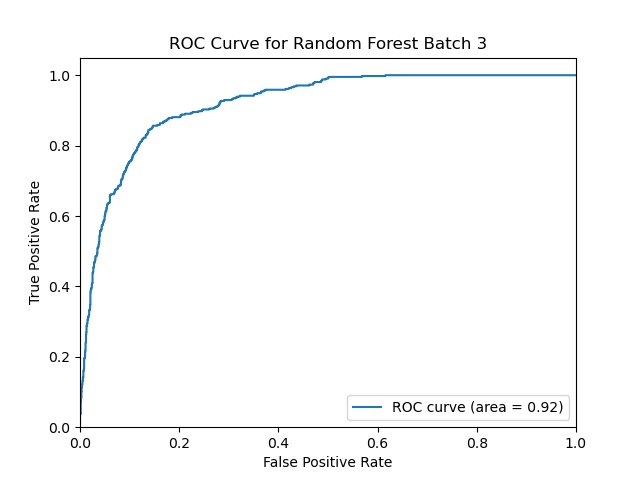 ROC Curve for Random Forest Batch 3
1.0
0.8
0.6
0.4
0.2
0.0
True Positive Rate
ROC curve (area = 0.92)
0.0 0.2 0.4 0.6 0.8 1.0
False Positive Rate